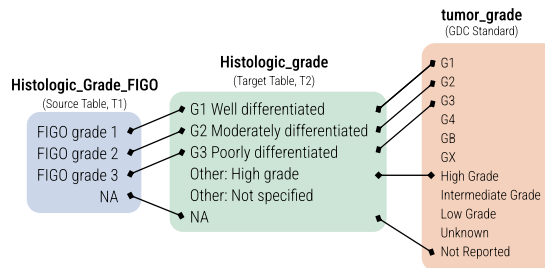 Histologic_Grade_FIGO
(Source Table, T1)
FIGO grade 1
FIGO grade 2
FIGO grade 3
NA
Histologic_grade
(Target Table, T2)
G1 Well differentiated
G2 Moderately differentiated
G3 Poorly differentiated
Other: High grade
Other: Not specified
NA
tumor_grade
(GDC Standard)
G1
G2
G3
G4
GB
GX
High Grade
Intermediate Grade
Low Grade
Unknown
Not Reported